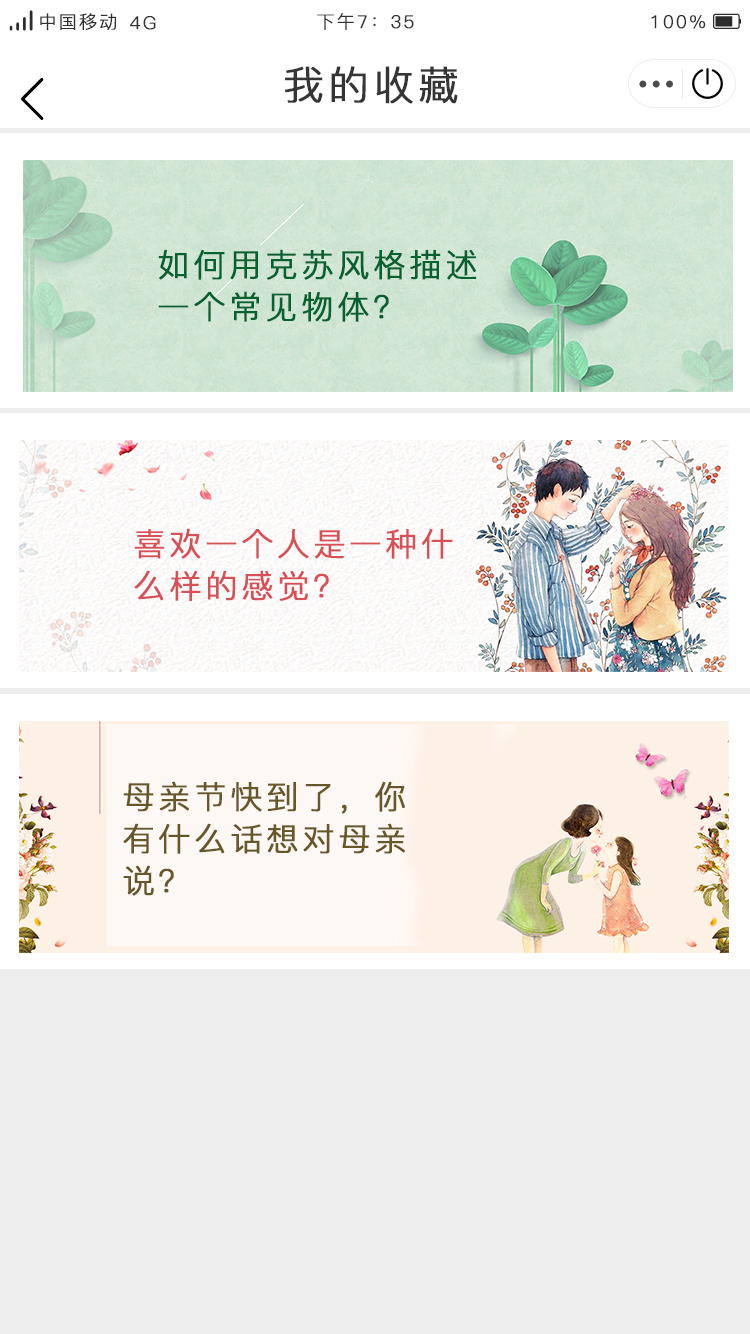 中国移动 4G 下午7：35 100%
我的收藏
如何用克苏风格描述
一个常见物体？
喜欢一个人是一种什
么样的感觉？
母亲节快到了，你
有什么话想对母亲
说？